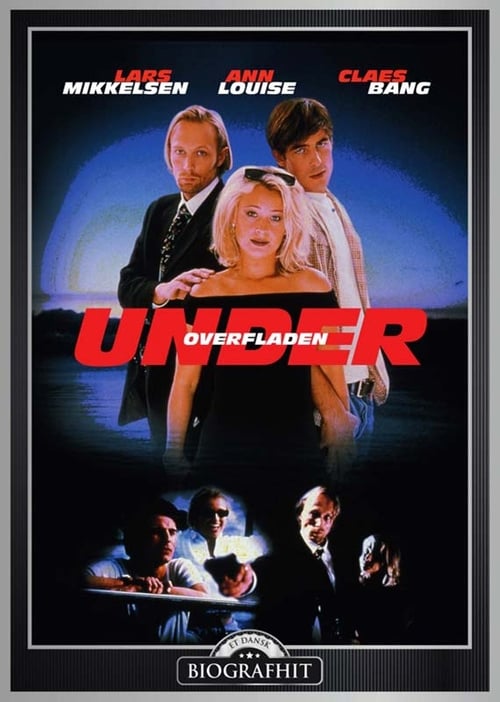 LARS MIKKELSEN
ANN LOUISE
CLAES BANG
UNDER
OVERFLADEN
ET DANSK
BIOGRAFHIT